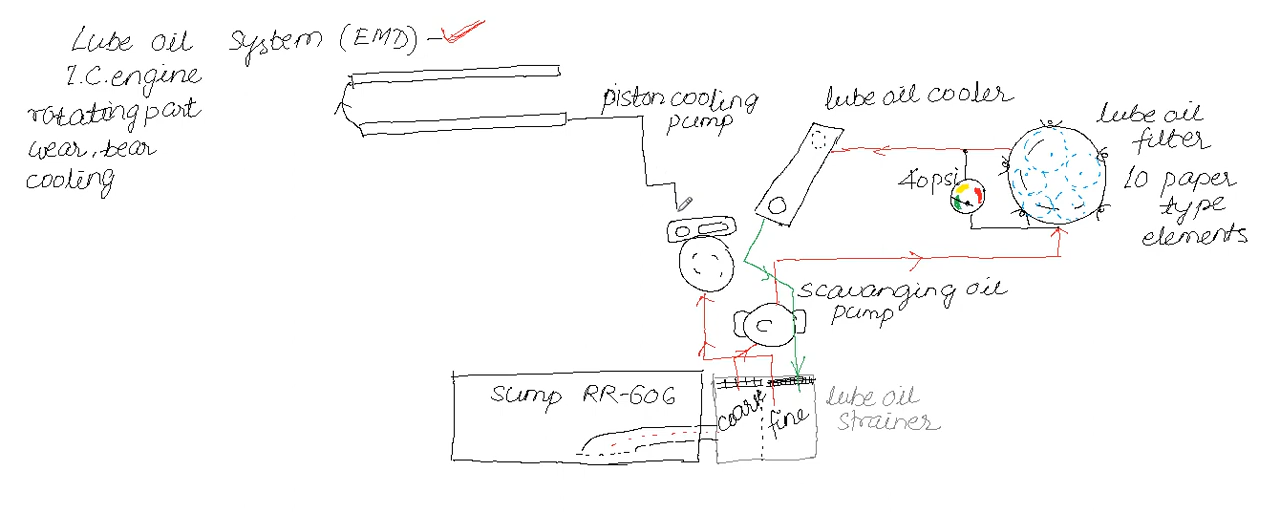 Lube oil System (EMD) -
I.C. engine
rotating part
wear, tear
cooling
piston cooling
pump
lube oil cooler
lube oil
filter
10 paper
type
elements
40psi
scavanging oil
pump
Sump RR-606
coarse
fine
lube oil
strainer